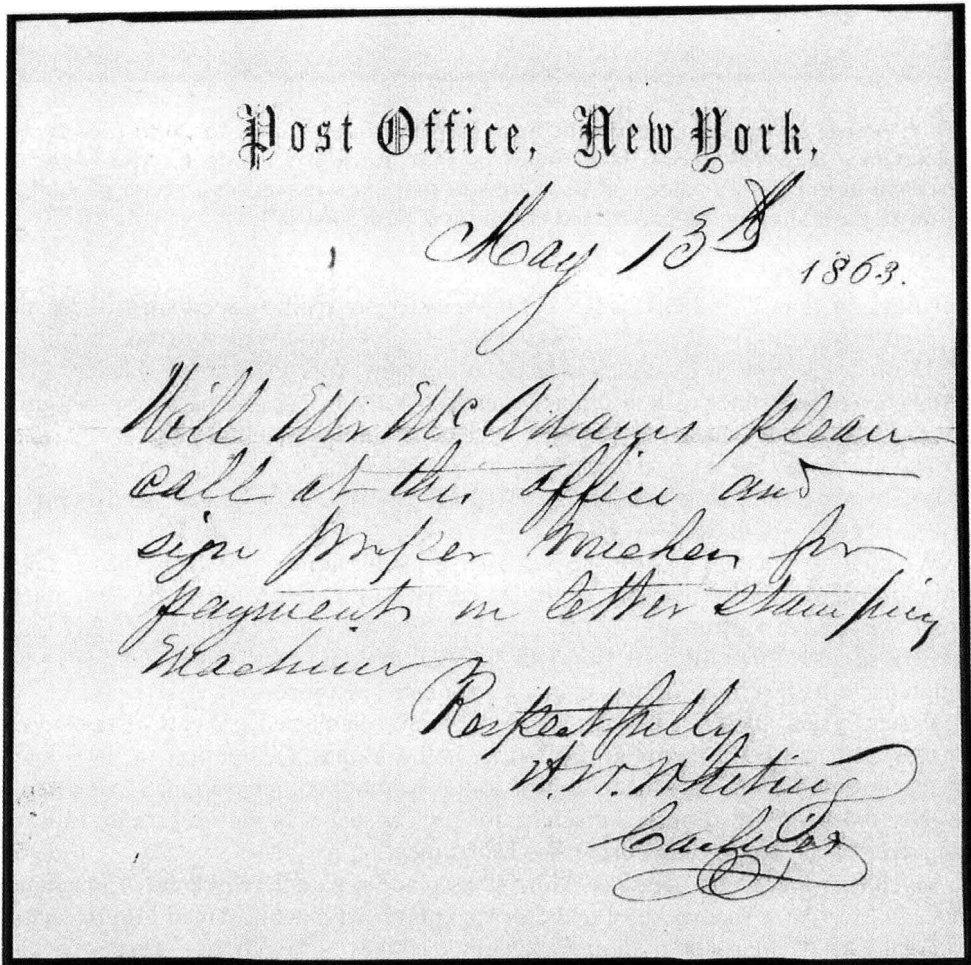 Post Office, New York,
May 13th
1863.
Will Mr McAdams please
call at this office and
sign proper voucher for
payment on letter stamping
Machine
Respectfully
W. Whiting
Cashier